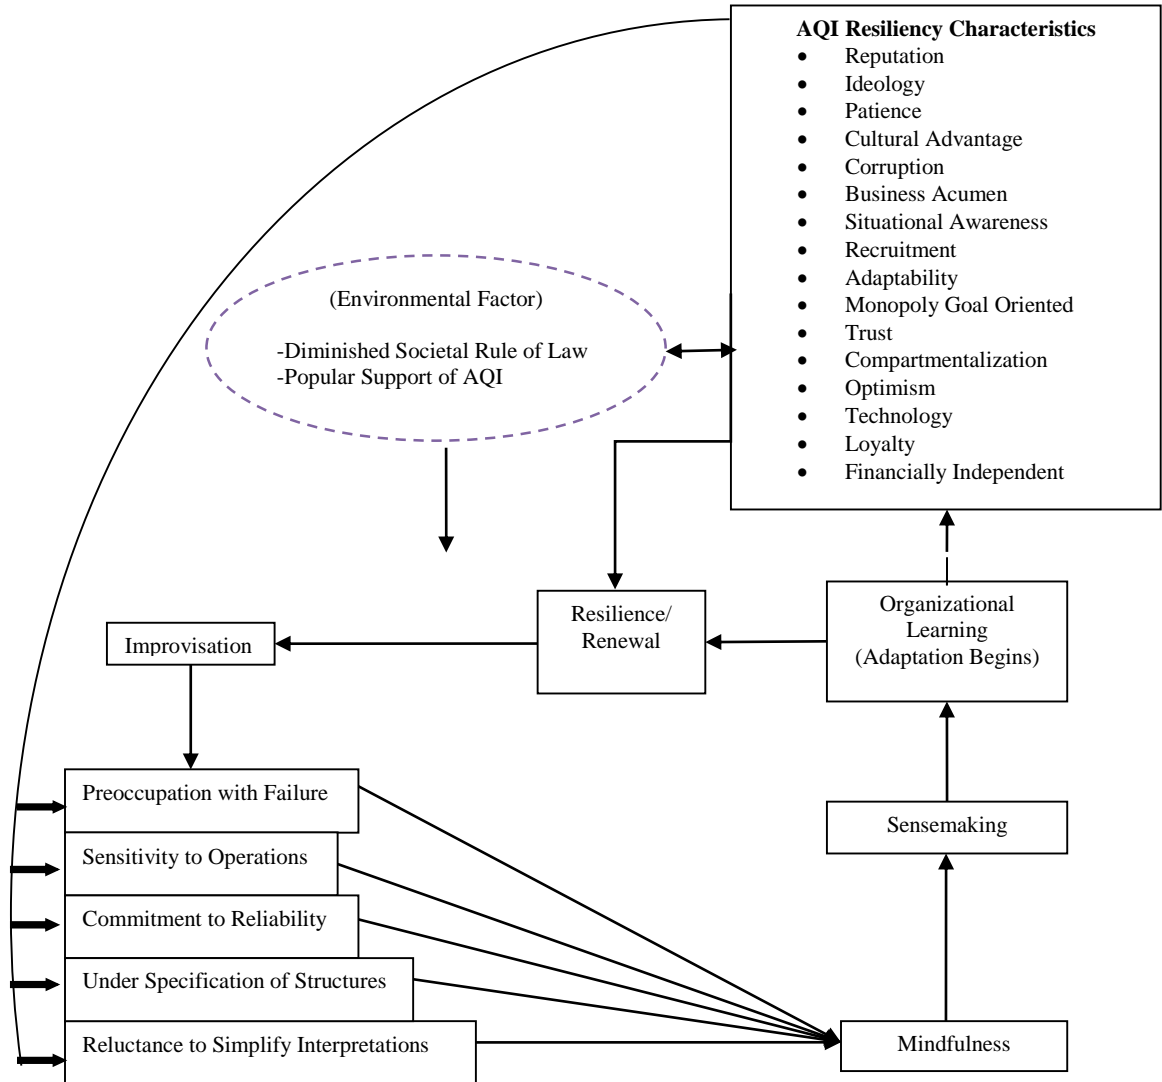 AQI Resiliency Characteristics
• Reputation
• Ideology
• Patience
• Cultural Advantage
• Corruption
• Business Acumen
• Situational Awareness
• Recruitment
• Adaptability
• Monopoly Goal Oriented
• Trust
• Compartmentalization
• Optimism
• Technology
• Loyalty
• Financially Independent
(Environmental Factor)
-Diminished Societal Rule of Law
-Popular Support of AQI
Organizational
Learning
(Adaptation Begins)
Resilience/
Renewal
Improvisation
Preoccupation with Failure
Sensitivity to Operations
Commitment to Reliability
Under Specification of Structures
Reluctance to Simplify Interpretations
Sensemaking
Mindfulness